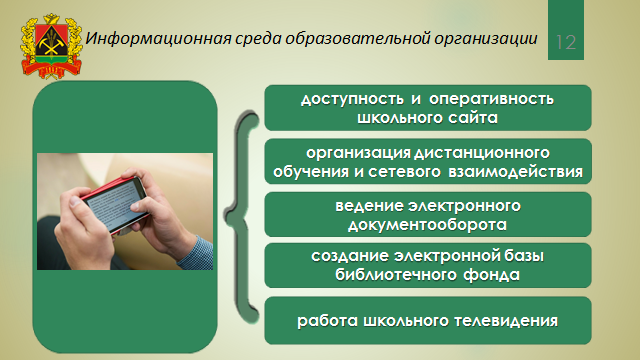 Информационная среда образовательной организации
12
доступность и оперативность
школьного сайта
организация дистанционного
обучения и сетевого взаимодействия
ведение электронного
документооборота
создание электронной базы
библиотечного фонда
работа школьного телевидения